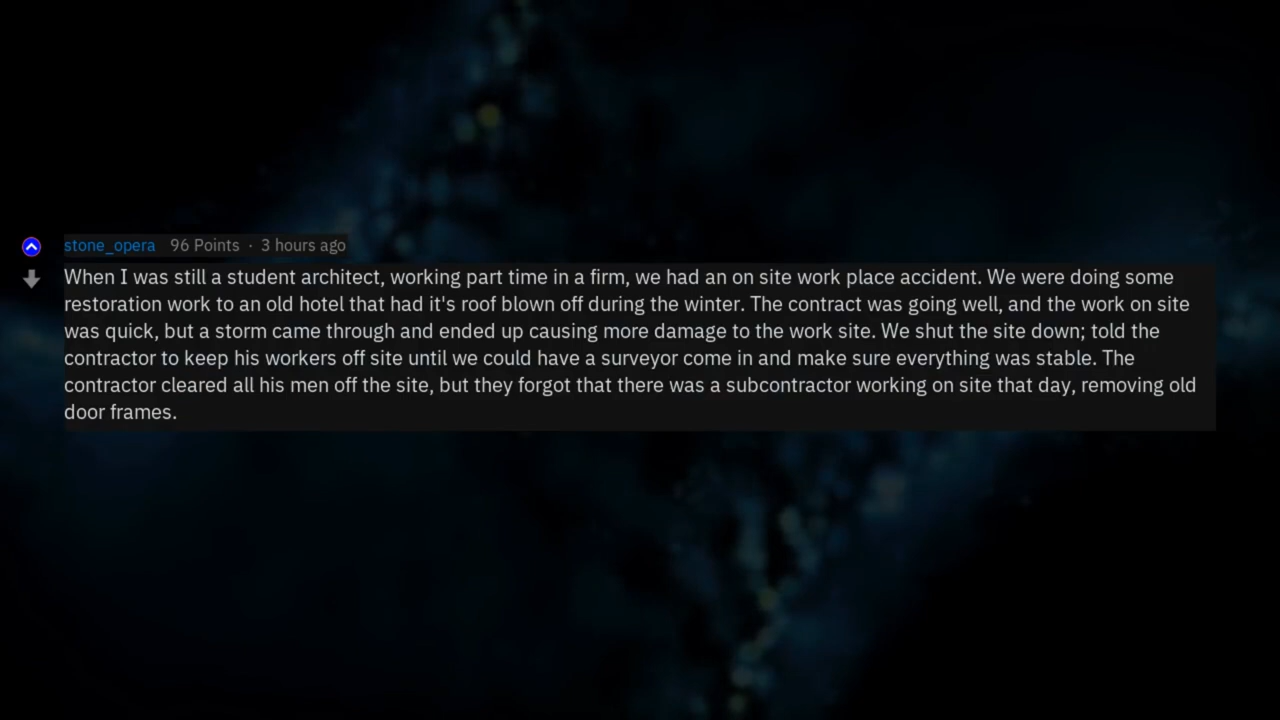 stone_opera 96 Points · 3 hours ago
When I was still a student architect, working part time in a firm, we had an on site work place accident. We were doing some
restoration work to an old hotel that had it's roof blown off during the winter. The contract was going well, and the work on site
was quick, but a storm came through and ended up causing more damage to the work site. We shut the site down; told the
contractor to keep his workers off site until we could have a surveyor come in and make sure everything was stable. The
contractor cleared all his men off the site, but they forgot that there was a subcontractor working on site that day, removing old
door frames.